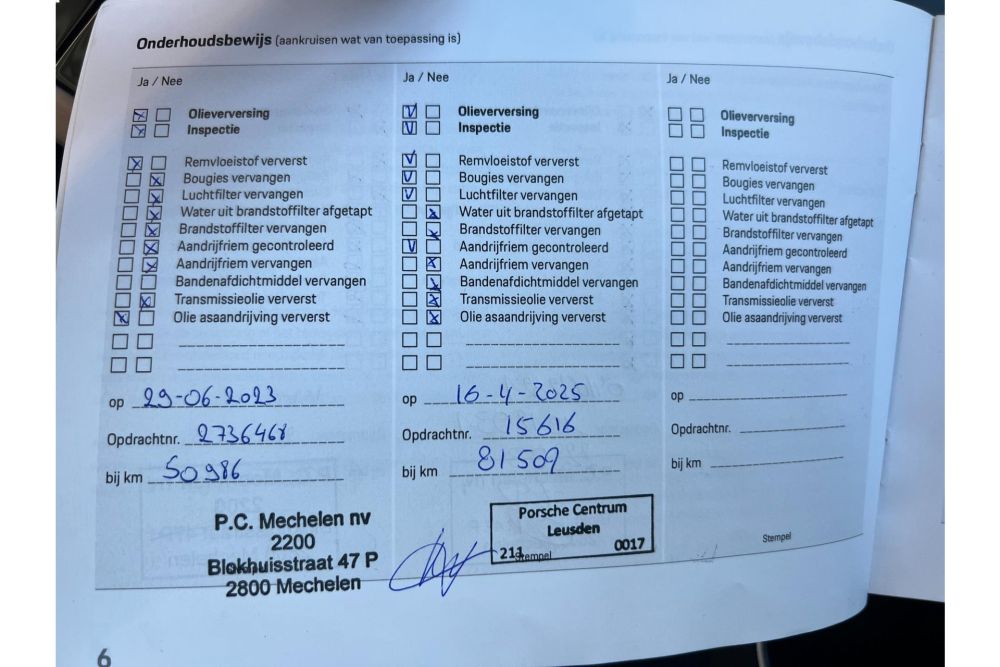 Onderhoudsbewijs (aankruisen wat van toepassing is)
Ja / Nee
Olieverversing
Inspectie
Remvloeistof ververst
Bougies vervangen
Luchtfilter vervangen
Water uit brandstoffilter afgetapt
Brandstoffilter vervangen
Aandrijfriem gecontroleerd
Aandrijfriem vervangen
Bandenafdichtmiddel vervangen
Transmissieolie ververst
Olie asaandrijving ververst
op 29-06-2023
Opdrachtnr. 2736468
bij km 50986
P.C. Mechelen nv
2200
Blokhuisstraat 47 P
2800 Mechelen
Ja / Nee
Olieverversing
Inspectie
Remvloeistof ververst
Bougies vervangen
Luchtfilter vervangen
Water uit brandstoffilter afgetapt
Brandstoffilter vervangen
Aandrijfriem gecontroleerd
Aandrijfriem vervangen
Bandenafdichtmiddel vervangen
Transmissieolie ververst
Olie asaandrijving ververst
op 16-4-2025
Opdrachtnr. 15616
bij km 81509
Porsche Centrum
Leusden
211 Stempel 0017
Ja / Nee
Olieverversing
Inspectie
Remvloeistof ververst
Bougies vervangen
Luchtfilter vervangen
Water uit brandstoffilter afgetapt
Brandstoffilter vervangen
Aandrijfriem gecontroleerd
Aandrijfriem vervangen
Bandenafdichtmiddel vervangen
Transmissieolie ververst
Olie asaandrijving ververst
op
Opdrachtnr.
bij km
Stempel
6